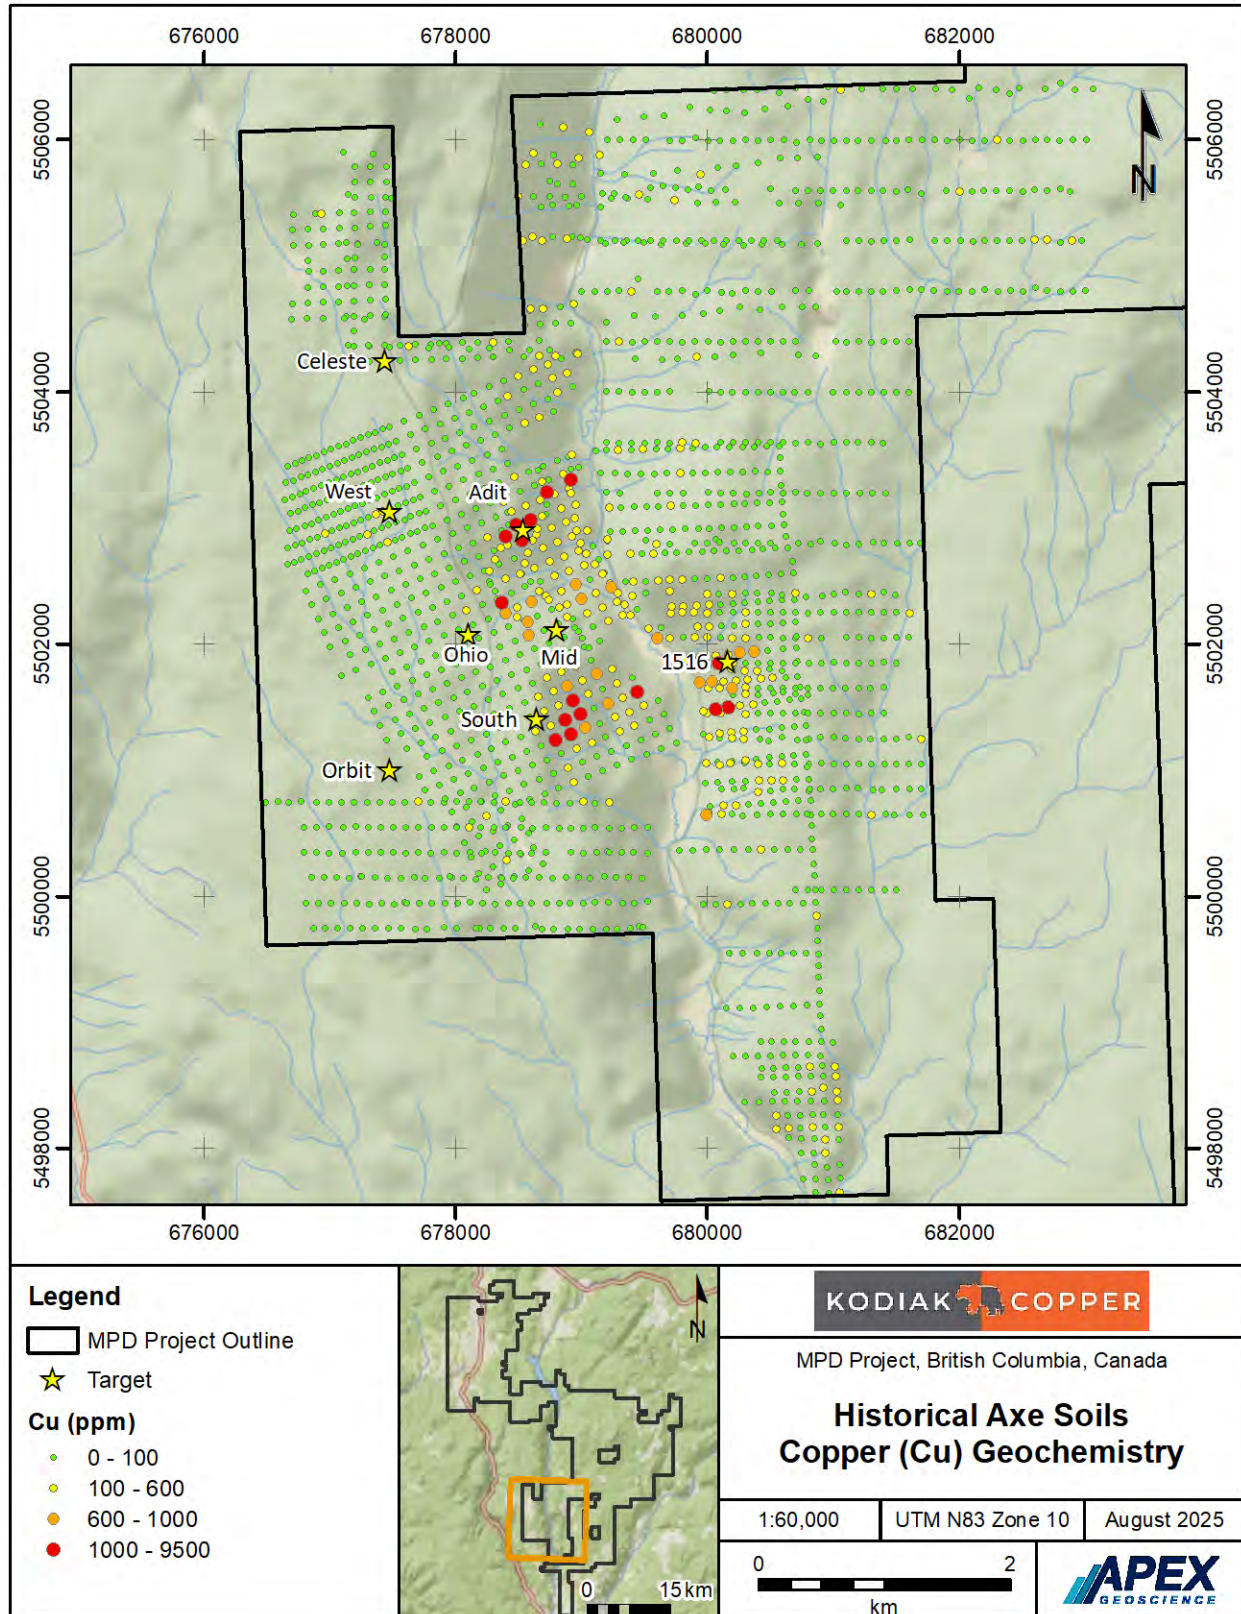 676000 678000 680000 682000
5506000 5506000
N
Celeste
5504000 5504000
West Adit
5502000 5502000
Ohio Mid 1516
South
Orbit
5500000 5500000
5498000 5498000
676000 678000 680000 682000
Legend
MPD Project Outline
Target
Cu (ppm)
0 - 100
100 - 600
600 - 1000
1000 - 9500
N
0 15 km
KODIAK COPPER
MPD Project, British Columbia, Canada
Historical Axe Soils
Copper (Cu) Geochemistry
1:60,000 UTM N83 Zone 10 August 2025
0 2
km
APEX
GEOSCIENCE